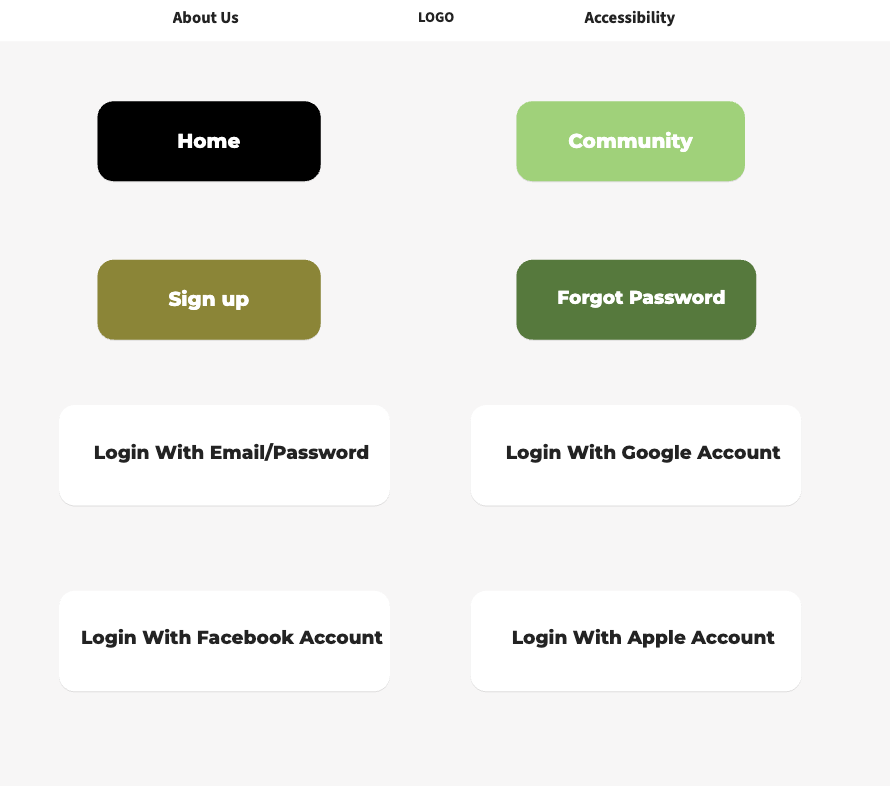 About Us
LOGO
Accessibility
Home
Community
Sign up
Forgot Password
Login With Email/Password
Login With Google Account
Login With Facebook Account
Login With Apple Account